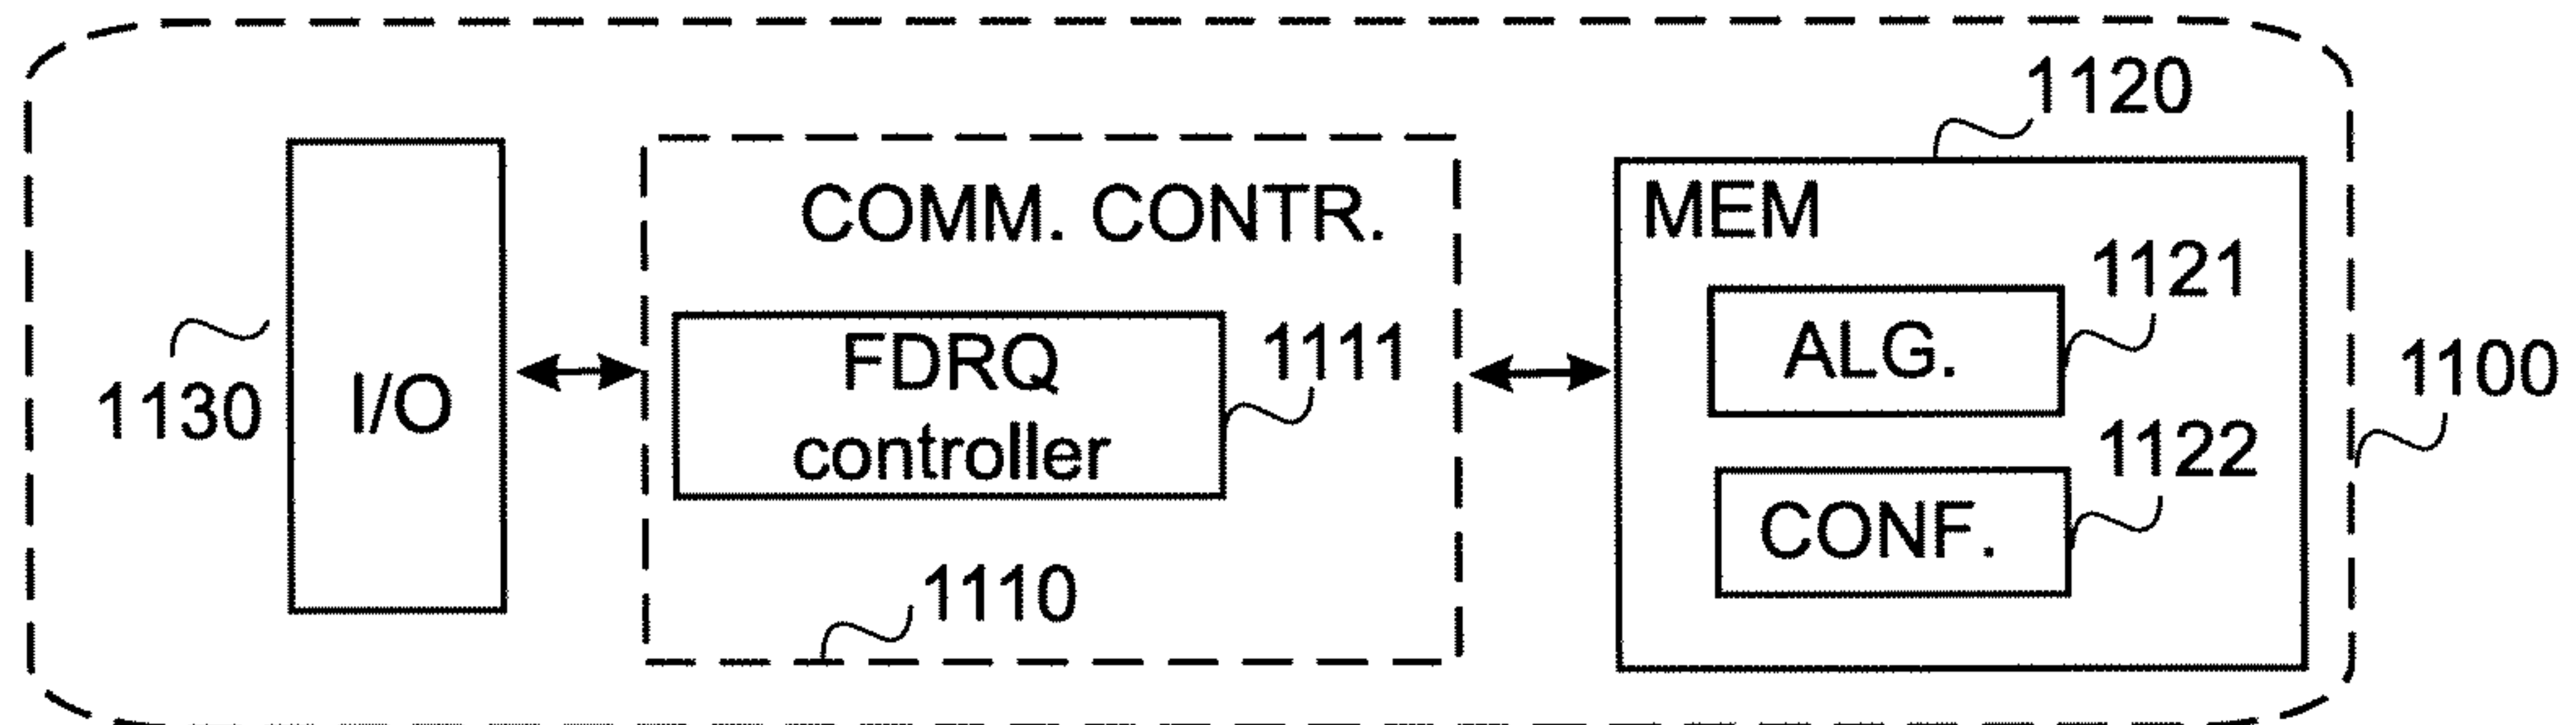 1120
COMM. CONTR.
MEM
1121
FDRQ
controller
1111
ALG.
1100
1130
I/O
1122
CONF.
1110